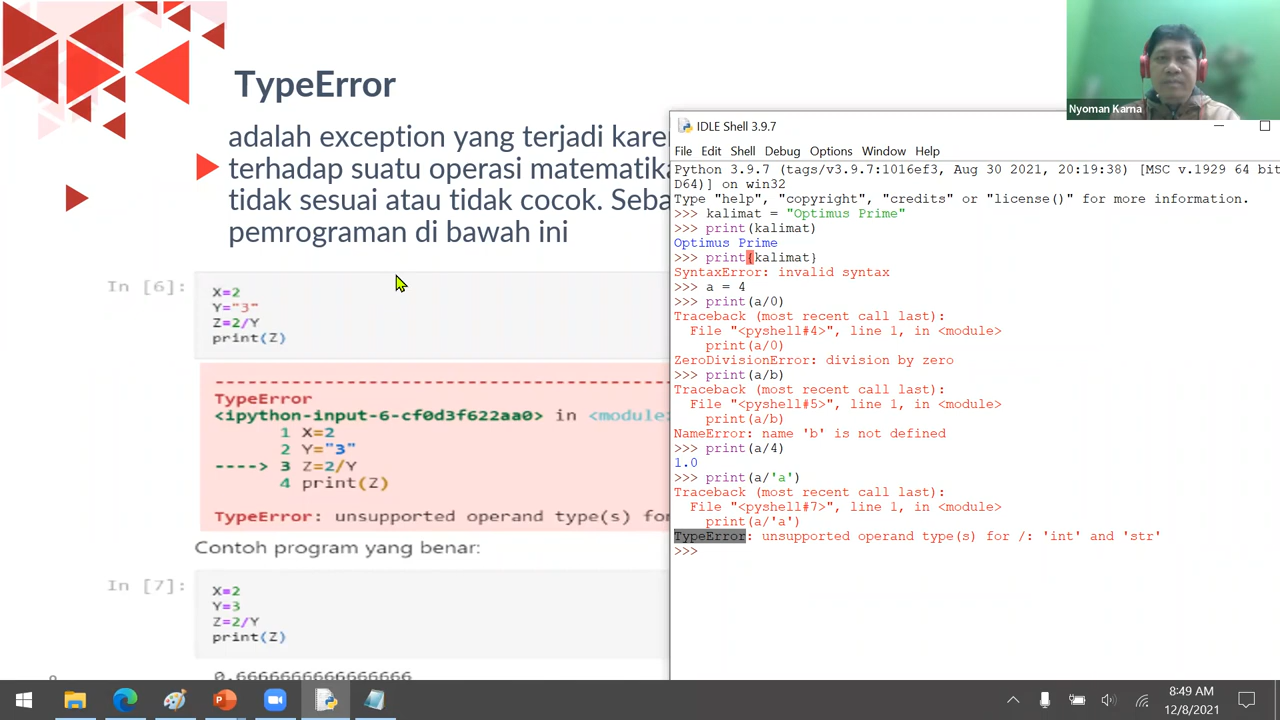 TypeError
adalah exception yang terjadi
terhadap suatu operasi matematika
tidak sesuai atau tidak cocok.
pemrograman di bawah ini
In [6]:
X=2
Y="3"
Z=2/Y
print(Z)
--------------------------------------------------
TypeError
<ipython-input-6-cf0d3f622aa0> in <module>
1 X=2
2 Y="3"
----> 3 Z=2/Y
4 print(Z)
TypeError: unsupported operand type(s)
Contoh program yang benar:
In [7]:
X=2
Y=3
Z=2/Y
print(Z)
0.6666666666666666
Nyoman Karna
IDLE Shell 3.9.7
File Edit Shell Debug Options Window Help
Python 3.9.7 (tags/v3.9.7:1016ef3, Aug 30 2021, 20:19:38) [MSC v.1929 64 bit
D64)] on win32
Type "help", "copyright", "credits" or "license()" for more information.
>>> kalimat = "Optimus Prime"
>>> print(kalimat)
Optimus Prime
>>> print{kalimat}
SyntaxError: invalid syntax
>>> a = 4
>>> print(a/0)
Traceback (most recent call last):
File "<pyshell#4>", line 1, in <module>
print(a/0)
ZeroDivisionError: division by zero
>>> print(a/b)
Traceback (most recent call last):
File "<pyshell#5>", line 1, in <module>
print(a/b)
NameError: name 'b' is not defined
>>> print(a/4)
1.0
>>> print(a/'a')
Traceback (most recent call last):
File "<pyshell#7>", line 1, in <module>
print(a/'a')
TypeError: unsupported operand type(s) for /: 'int' and 'str'
>>>
8:49 AM
12/8/2021